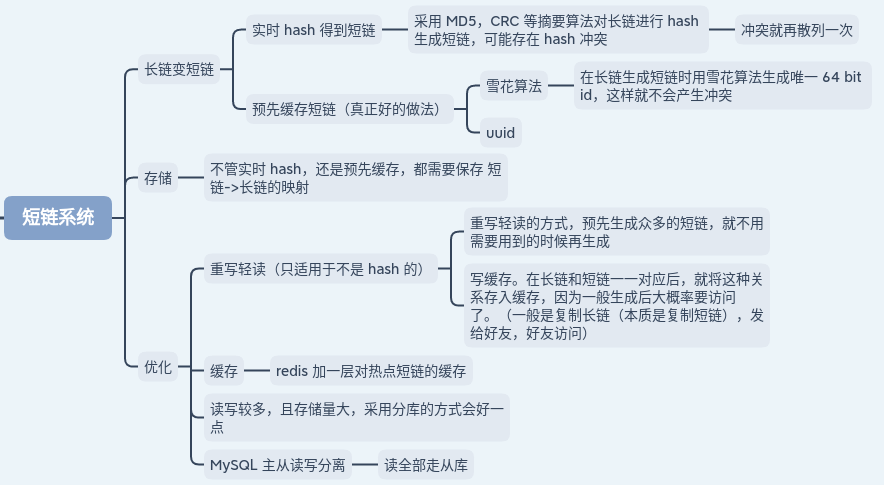 短链系统
长链变短链
实时 hash 得到短链
采用 MD5，CRC 等摘要算法对长链进行 hash
生成短链，可能存在 hash 冲突
冲突就再散列一次
预先缓存短链（真正好的做法）
雪花算法
在长链生成短链时用雪花算法生成唯一 64 bit
id，这样就不会产生冲突
uuid
存储
不管实时 hash，还是预先缓存，都需要保存 短
链->长链的映射
优化
重写轻读（只适用于不是 hash 的）
重写轻读的方式，预先生成众多的短链，就不用
需要用到的时候再生成
写缓存。在长链和短链一一对应后，就将这种关
系存入缓存，因为一般生成后大概率要访问
了。（一般是复制长链（本质是复制短链），发
给好友，好友访问）
缓存
redis 加一层对热点短链的缓存
读写较多，且存储量大，采用分库的方式会好一
点
MySQL 主从读写分离
读全部走从库